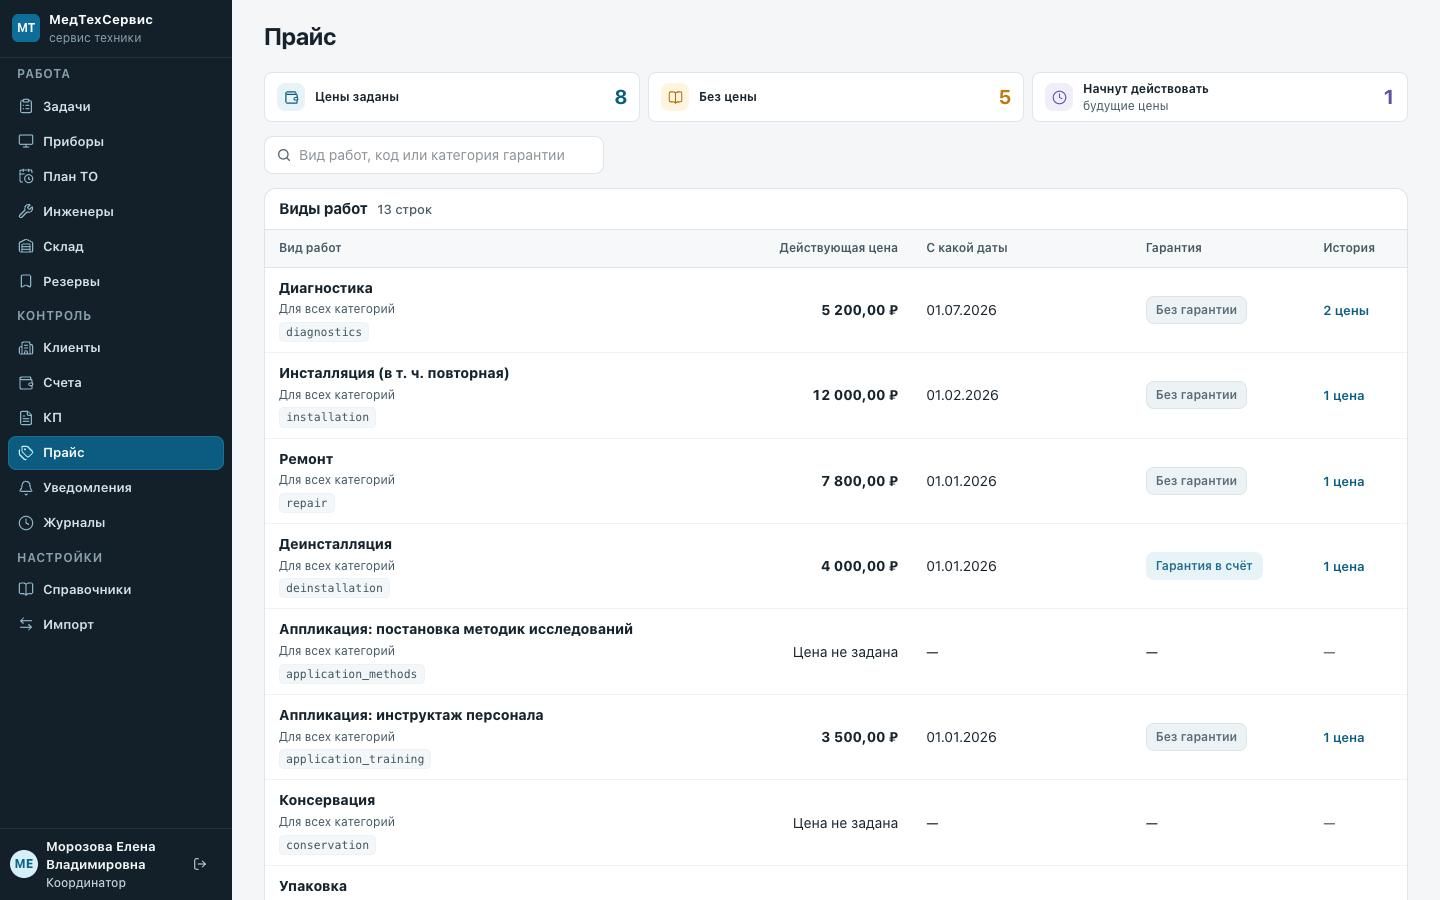 МТ
МедТехСервис
сервис техники
РАБОТА
Задачи
Приборы
План ТО
Инженеры
Склад
Резервы
КОНТРОЛЬ
Клиенты
Счета
КП
Прайс
Уведомления
Журналы
НАСТРОЙКИ
Справочники
Импорт
МЕ
Морозова Елена
Владимировна
Координатор
Прайс
Цены заданы 8
Без цены 5
Начнут действовать
будущие цены
1
Вид работ, код или категория гарантии
Виды работ 13 строк
Вид работ Действующая цена С какой даты Гарантия История
Диагностика
Для всех категорий
diagnostics
5 200,00 ₽ 01.07.2026 Без гарантии 2 цены
Инсталляция (в т. ч. повторная)
Для всех категорий
installation
12 000,00 ₽ 01.02.2026 Без гарантии 1 цена
Ремонт
Для всех категорий
repair
7 800,00 ₽ 01.01.2026 Без гарантии 1 цена
Деинсталляция
Для всех категорий
deinstallation
4 000,00 ₽ 01.01.2026 Гарантия в счёт 1 цена
Аппликация: постановка методик исследований
Для всех категорий
application_methods
Цена не задана — — —
Аппликация: инструктаж персонала
Для всех категорий
application_training
3 500,00 ₽ 01.01.2026 Без гарантии 1 цена
Консервация
Для всех категорий
conservation
Цена не задана — — —
Упаковка